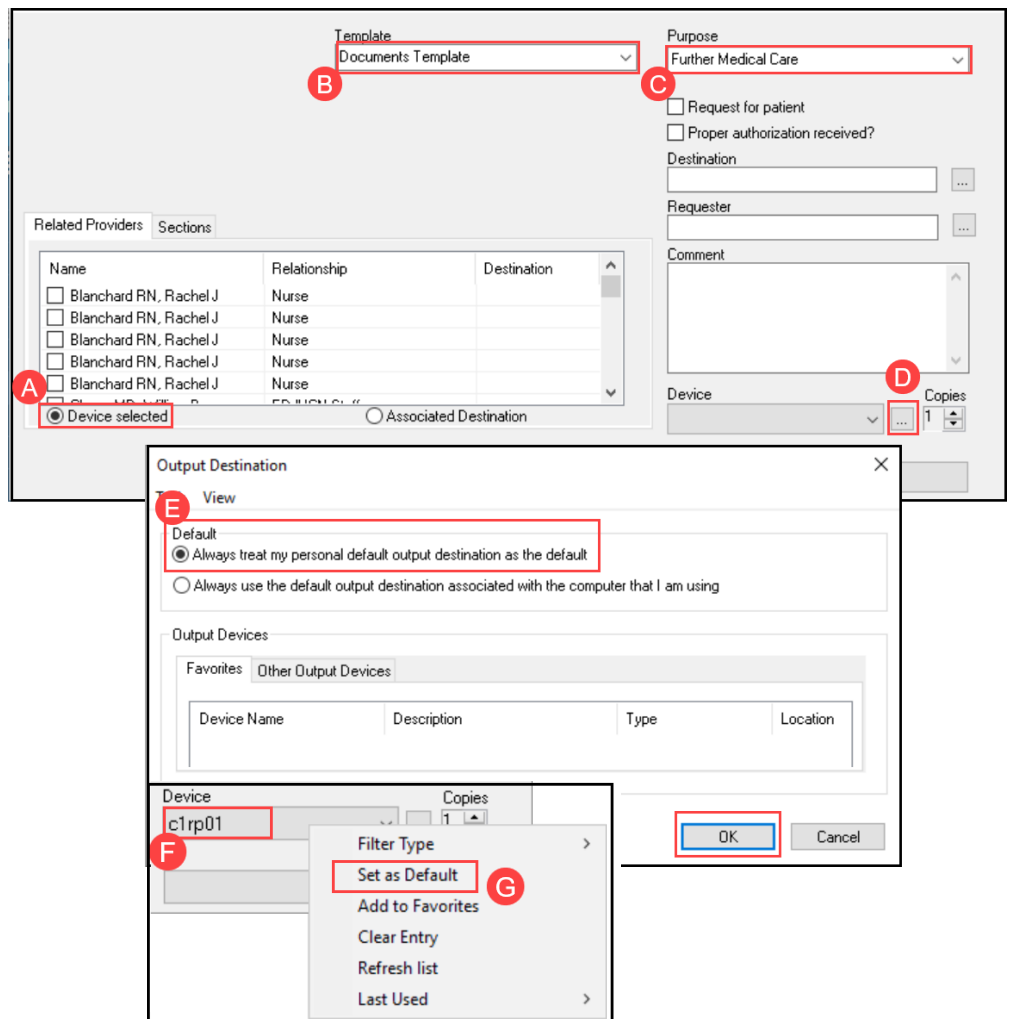 Template
Documents Template
B
Purpose
Further Medical Care
C
Request for patient
Proper authorization received?
Destination
...
Requester
...
Comment
Related Providers Sections
Name Relationship Destination
Blanchard RN, Rachel J Nurse
Blanchard RN, Rachel J Nurse
Blanchard RN, Rachel J Nurse
Blanchard RN, Rachel J Nurse
Blanchard RN, Rachel J Nurse
A
Device selected Associated Destination
D
Device Copies
... 1
Output Destination
View
E
Default
Always treat my personal default output destination as the default
Always use the default output destination associated with the computer that I am using
Output Devices
Favorites Other Output Devices
Device Name Description Type Location
OK Cancel
Device Copies
c1rp01 1
F
Filter Type
Set as Default
G
Add to Favorites
Clear Entry
Refresh list
Last Used